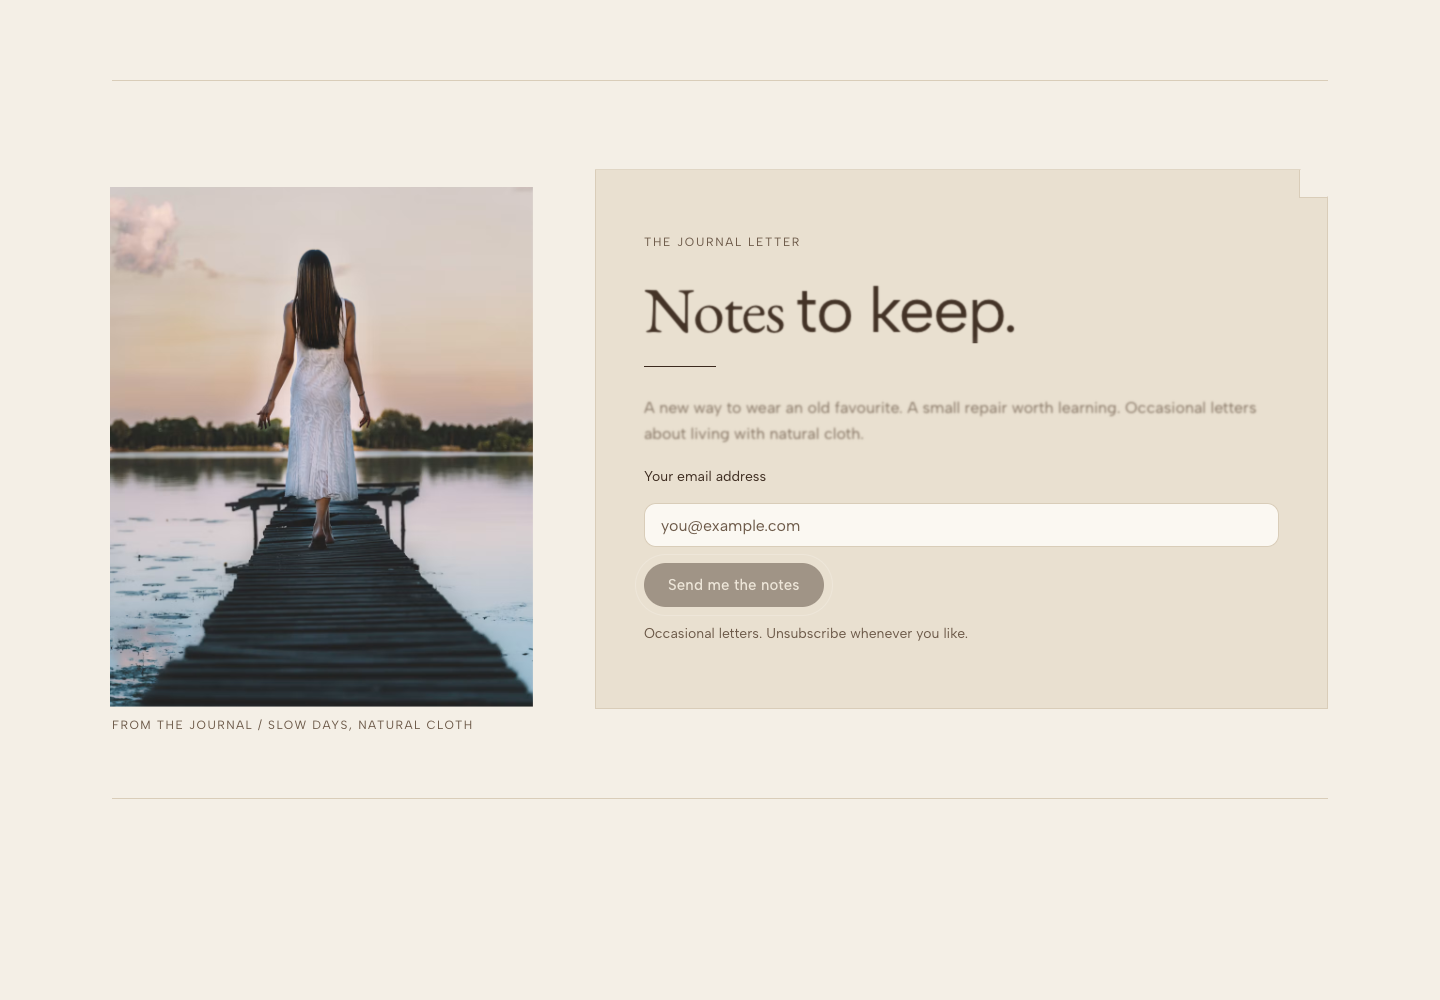 THE JOURNAL LETTER
Notes to keep.
A new way to wear an old favourite. A small repair worth learning. Occasional letters
about living with natural cloth.
Your email address
you@example.com
Send me the notes
Occasional letters. Unsubscribe whenever you like.
FROM THE JOURNAL / SLOW DAYS, NATURAL CLOTH